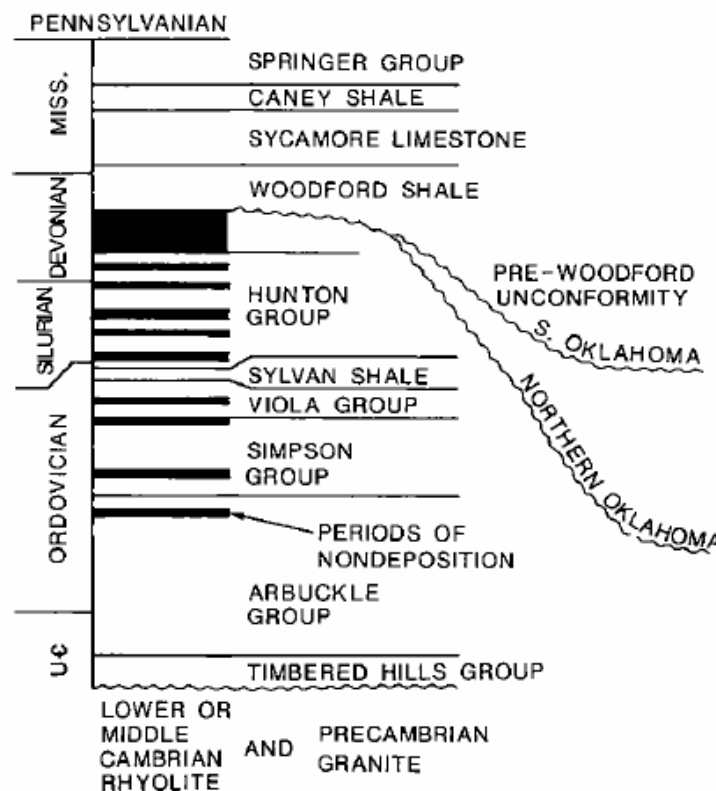 PENNSYLVANIAN
MISS.
SPRINGER GROUP
CANEY SHALE
SYCAMORE LIMESTONE
DEVONIAN
WOODFORD SHALE
PRE-WOODFORD
UNCONFORMITY
SILURIAN
HUNTON
GROUP
S. OKLAHOMA
SYLVAN SHALE
VIOLA GROUP
NORTHERN OKLAHOMA
ORDOVICIAN
SIMPSON
GROUP
PERIODS OF
NONDEPOSITION
ARBUCKLE
GROUP
TIMBERED HILLS GROUP
LOWER OR
MIDDLE
CAMBRIAN
RHYOLITE
AND
PRECAMBRIAN
GRANITE